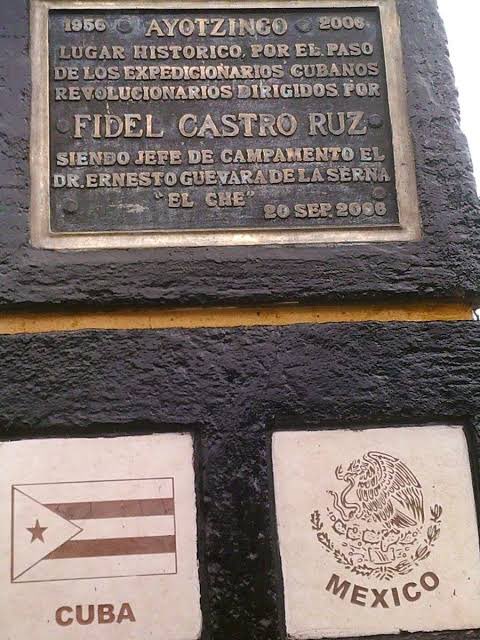 1956 AYOTZINGO 2006
LUGAR HISTORICO, POR EL PASO
DE LOS EXPEDICIONARIOS CUBANOS
REVOLUCIONARIOS DIRIGIDOS POR
FIDEL CASTRO RUZ
SIENDO JEFE DE CAMPAMENTO EL
DR. ERNESTO GUEVARA DE LA SERNA
"EL CHE"
20 SEP. 2006
CUBA
MEXICO